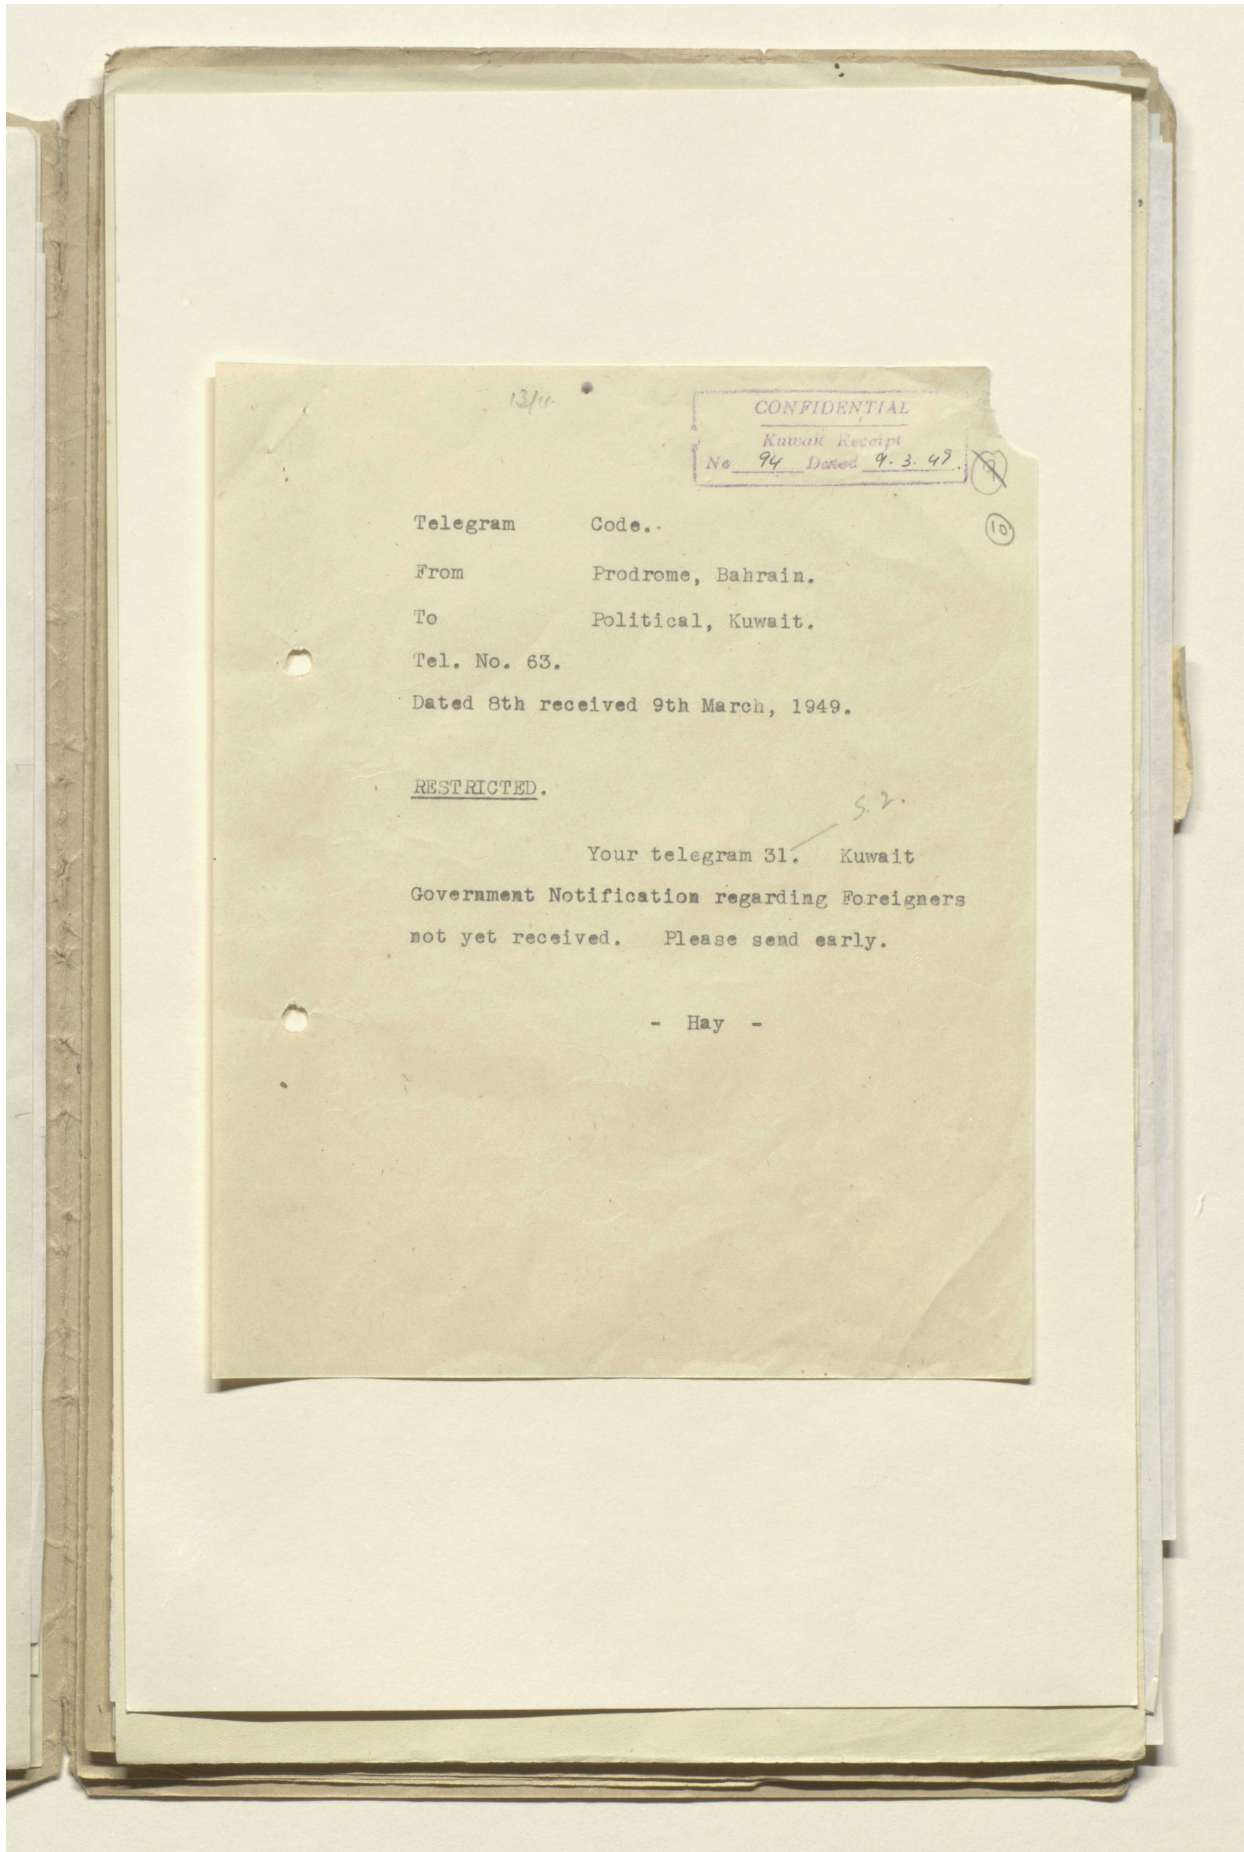 13/4.
CONFIDENTIAL
Kuwait Receipt
No 94 Dated 9.3.49.
9
10
Telegram Code.
From Prodrome, Bahrain.
To Political, Kuwait.
Tel. No. 63.
Dated 8th received 9th March, 1949.
RESTRICTED.
S.2.
Your telegram 31. Kuwait
Government Notification regarding Foreigners
not yet received. Please send early.
- Hay -